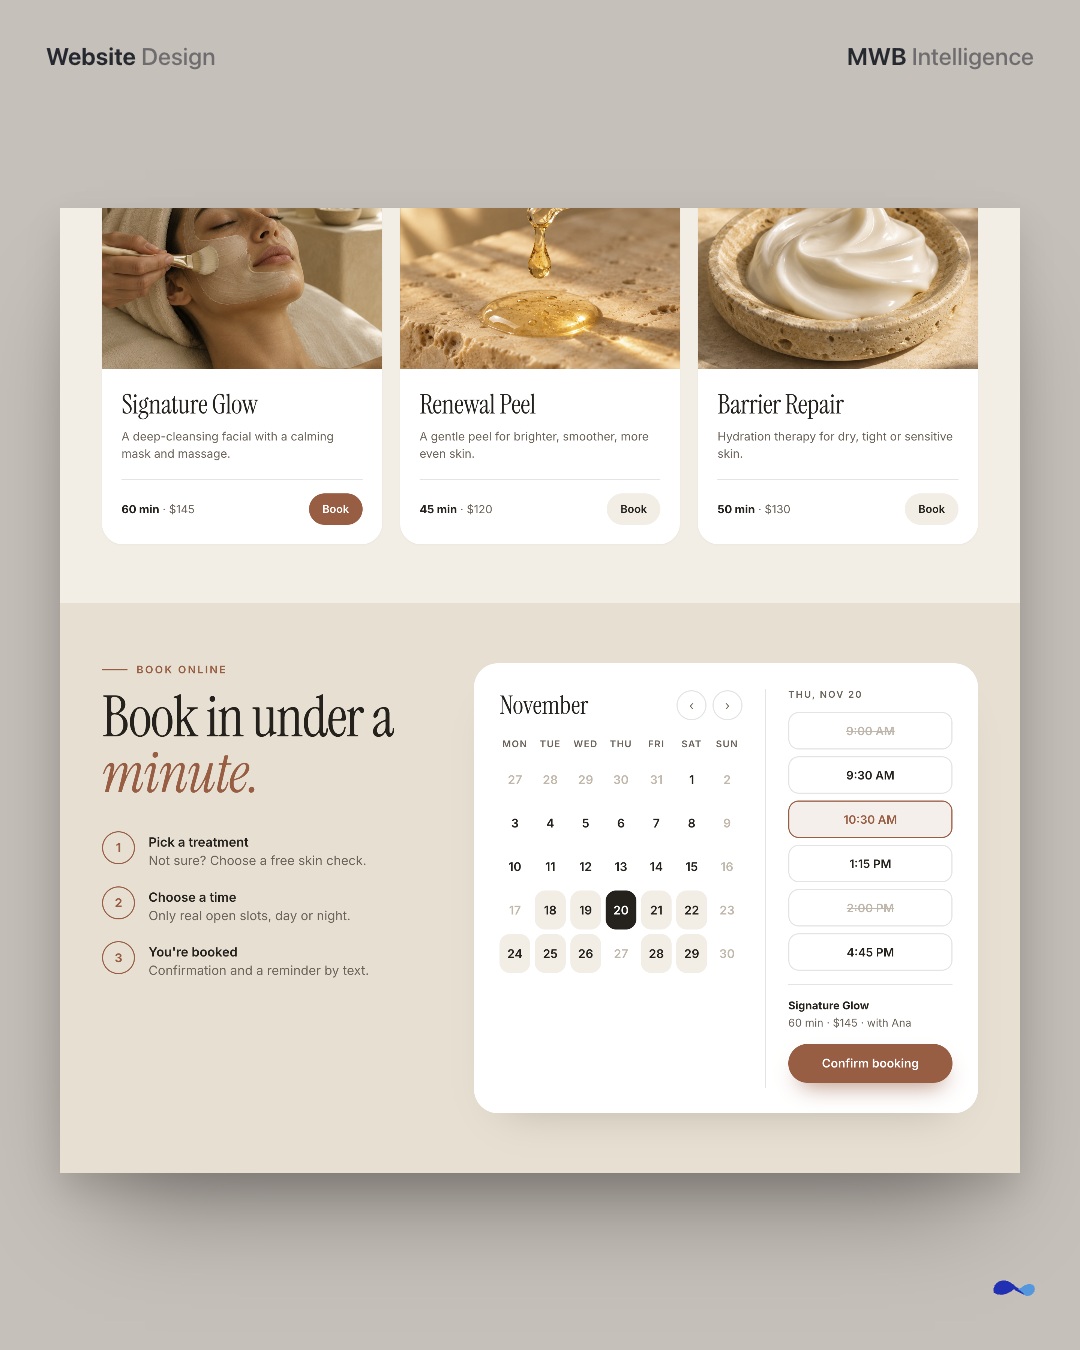 Website Design
MWB Intelligence
Signature Glow
A deep-cleansing facial with a calming
mask and massage.
60 min · $145
Book
Renewal Peel
A gentle peel for brighter, smoother, more
even skin.
45 min · $120
Book
Barrier Repair
Hydration therapy for dry, tight or sensitive
skin.
50 min · $130
Book
BOOK ONLINE
Book in under a
minute.
1
Pick a treatment
Not sure? Choose a free skin check.
2
Choose a time
Only real open slots, day or night.
3
You're booked
Confirmation and a reminder by text.
November
‹ ›
MON TUE WED THU FRI SAT SUN
27 28 29 30 31 1 2
3 4 5 6 7 8 9
10 11 12 13 14 15 16
17 18 19 20 21 22 23
24 25 26 27 28 29 30
THU, NOV 20
9:00 AM
9:30 AM
10:30 AM
1:15 PM
2:00 PM
4:45 PM
Signature Glow
60 min · $145 · with Ana
Confirm booking